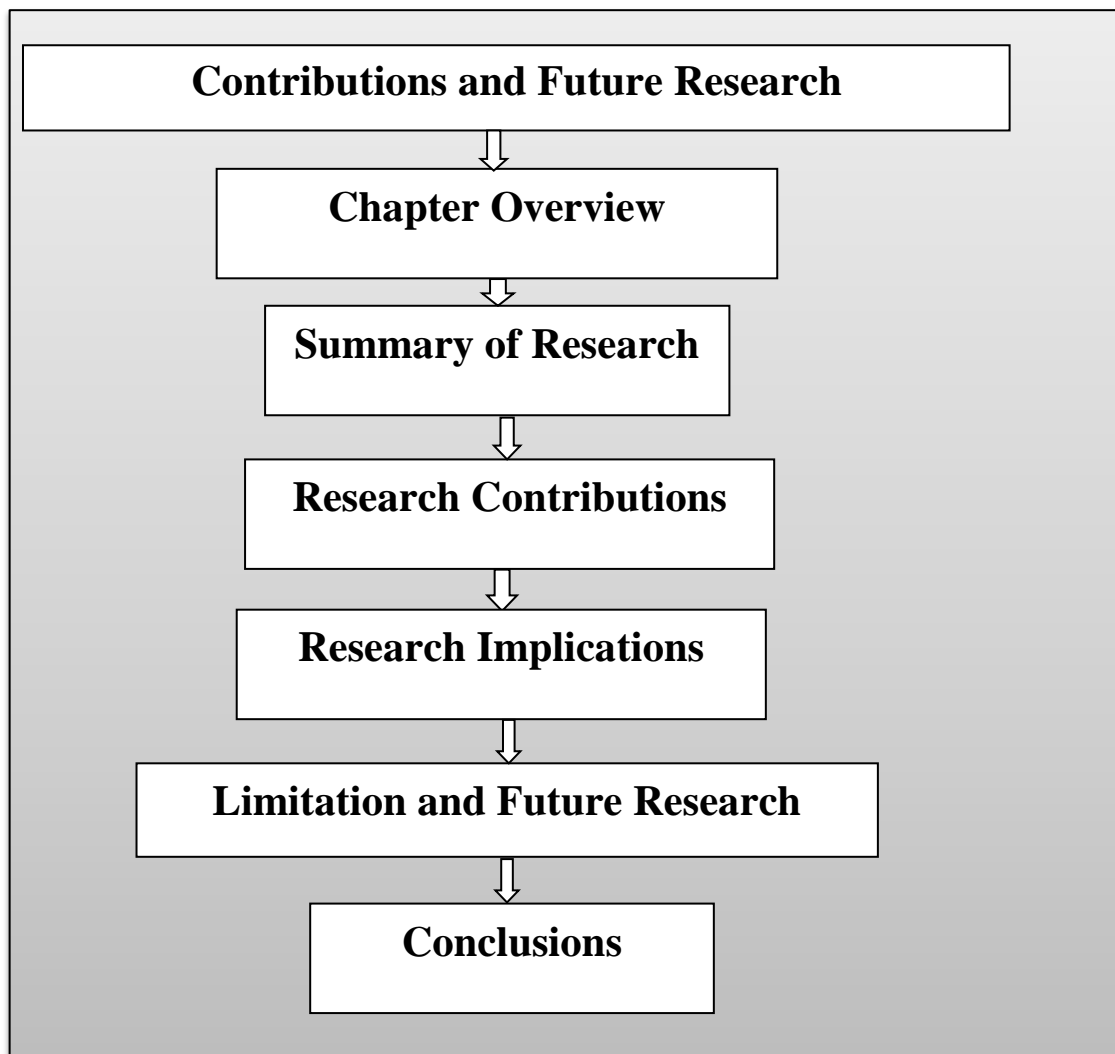 Contributions and Future Research
Chapter Overview
Summary of Research
Research Contributions
Research Implications
Limitation and Future Research
Conclusions